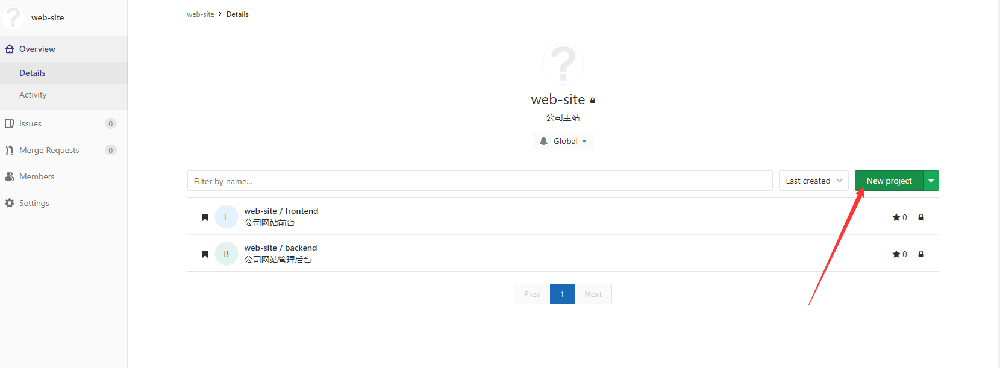 web-site
Overview
Details
Activity
Issues 0
Merge Requests 0
Members
Settings
web-site > Details
web-site
公司主站
Global
Filter by name...
Last created
New project
F
web-site / frontend
公司网站前台
0
B
web-site / backend
公司网站管理后台
0
Prev 1 Next